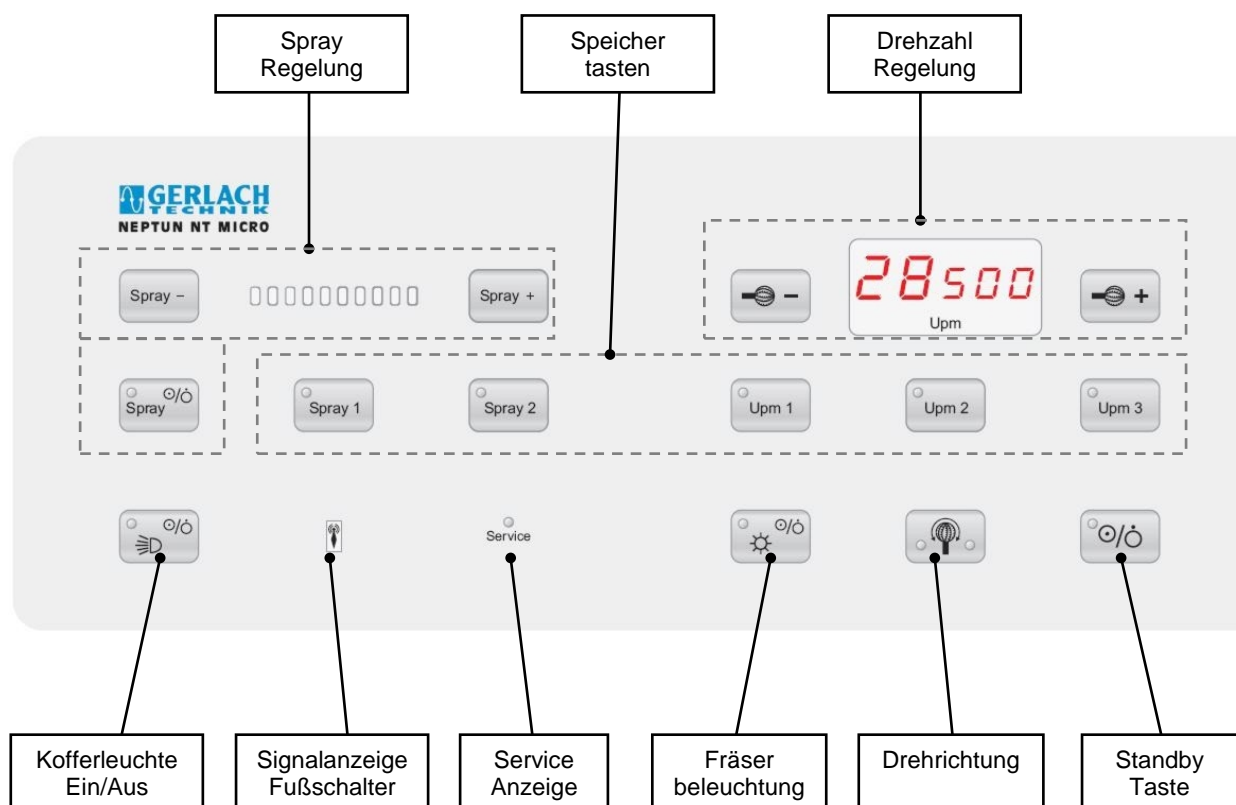 Spray
Regelung
Speicher
tasten
Drehzahl
Regelung
GERLACH
TECHNIK
NEPTUN NT MICRO
Spray −
Spray +
−
28500
Upm
+
Spray
Spray 1
Spray 2
Upm 1
Upm 2
Upm 3
Service
Kofferleuchte
Ein/Aus
Signalanzeige
Fußschalter
Service
Anzeige
Fräser
beleuchtung
Drehrichtung
Standby
Taste